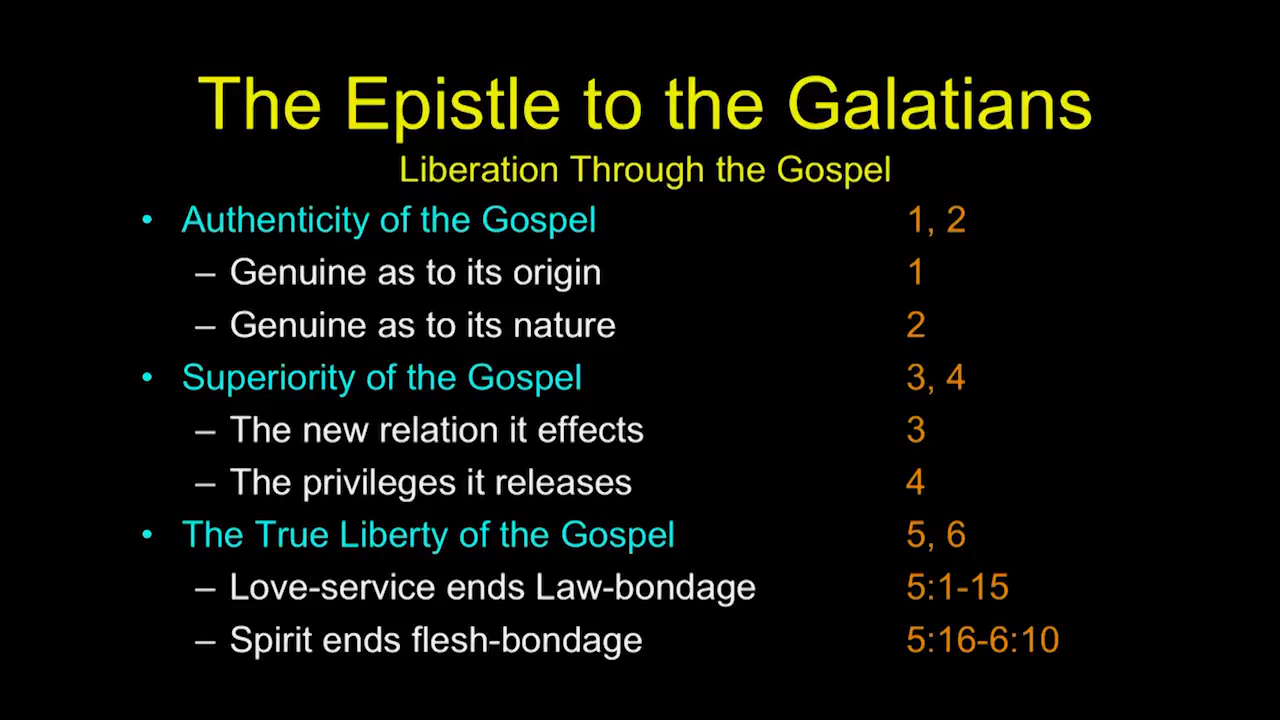 The Epistle to the Galatians
Liberation Through the Gospel
• Authenticity of the Gospel 1, 2
– Genuine as to its origin 1
– Genuine as to its nature 2
• Superiority of the Gospel 3, 4
– The new relation it effects 3
– The privileges it releases 4
• The True Liberty of the Gospel 5, 6
– Love-service ends Law-bondage 5:1-15
– Spirit ends flesh-bondage 5:16-6:10